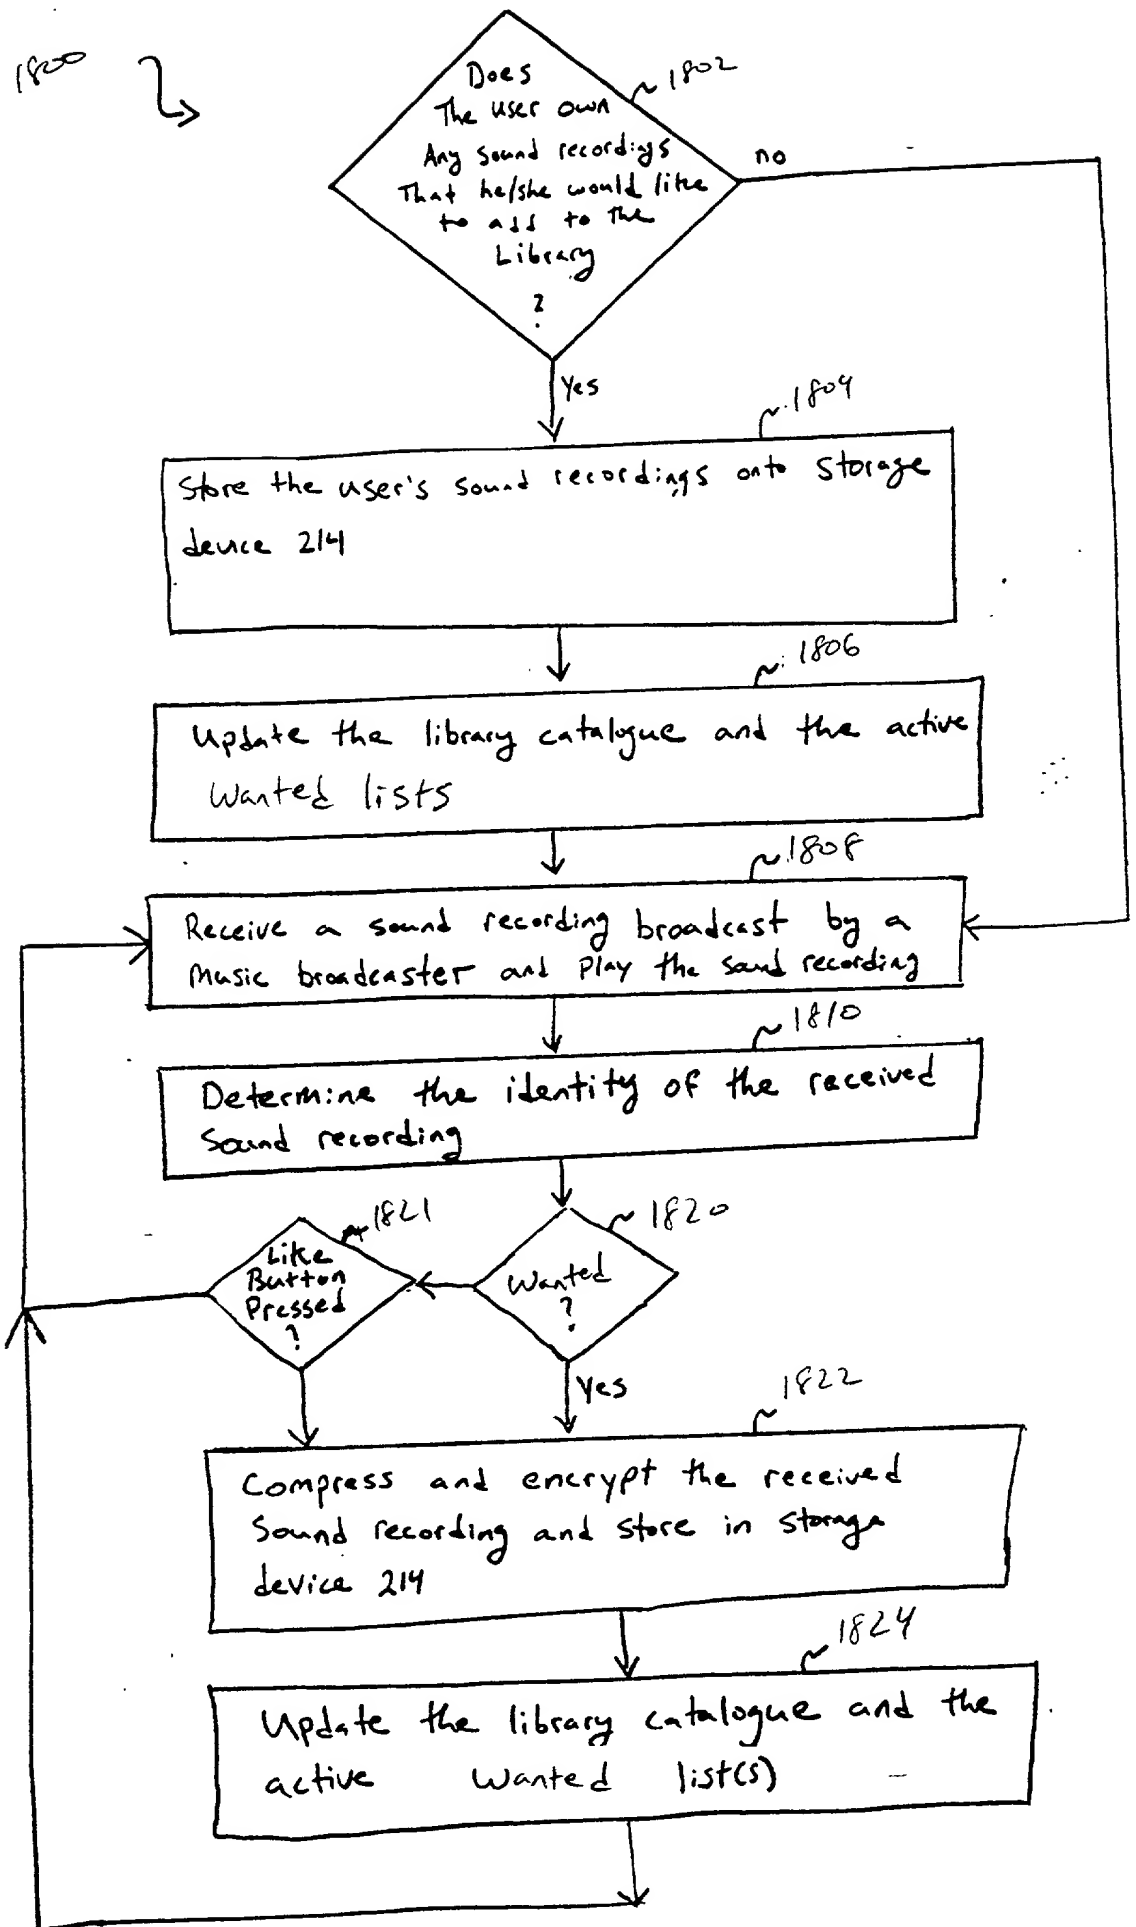 1800
Does
The user own
Any sound recordings
That he/she would like
to add to the
Library
?
1802
no
Yes
1804
Store the user's sound recordings onto storage
device 214
1806
Update the library catalogue and the active
Wanted lists
1808
Receive a sound recording broadcast by a
Music broadcaster and Play the sound recording
1810
Determine the identity of the received
Sound recording
1821
1820
Like
Button
Pressed
?
Wanted
?
Yes
1822
Compress and encrypt the received
Sound recording and store in storage
device 214
1824
Update the library catalogue and the
active Wanted list(s)